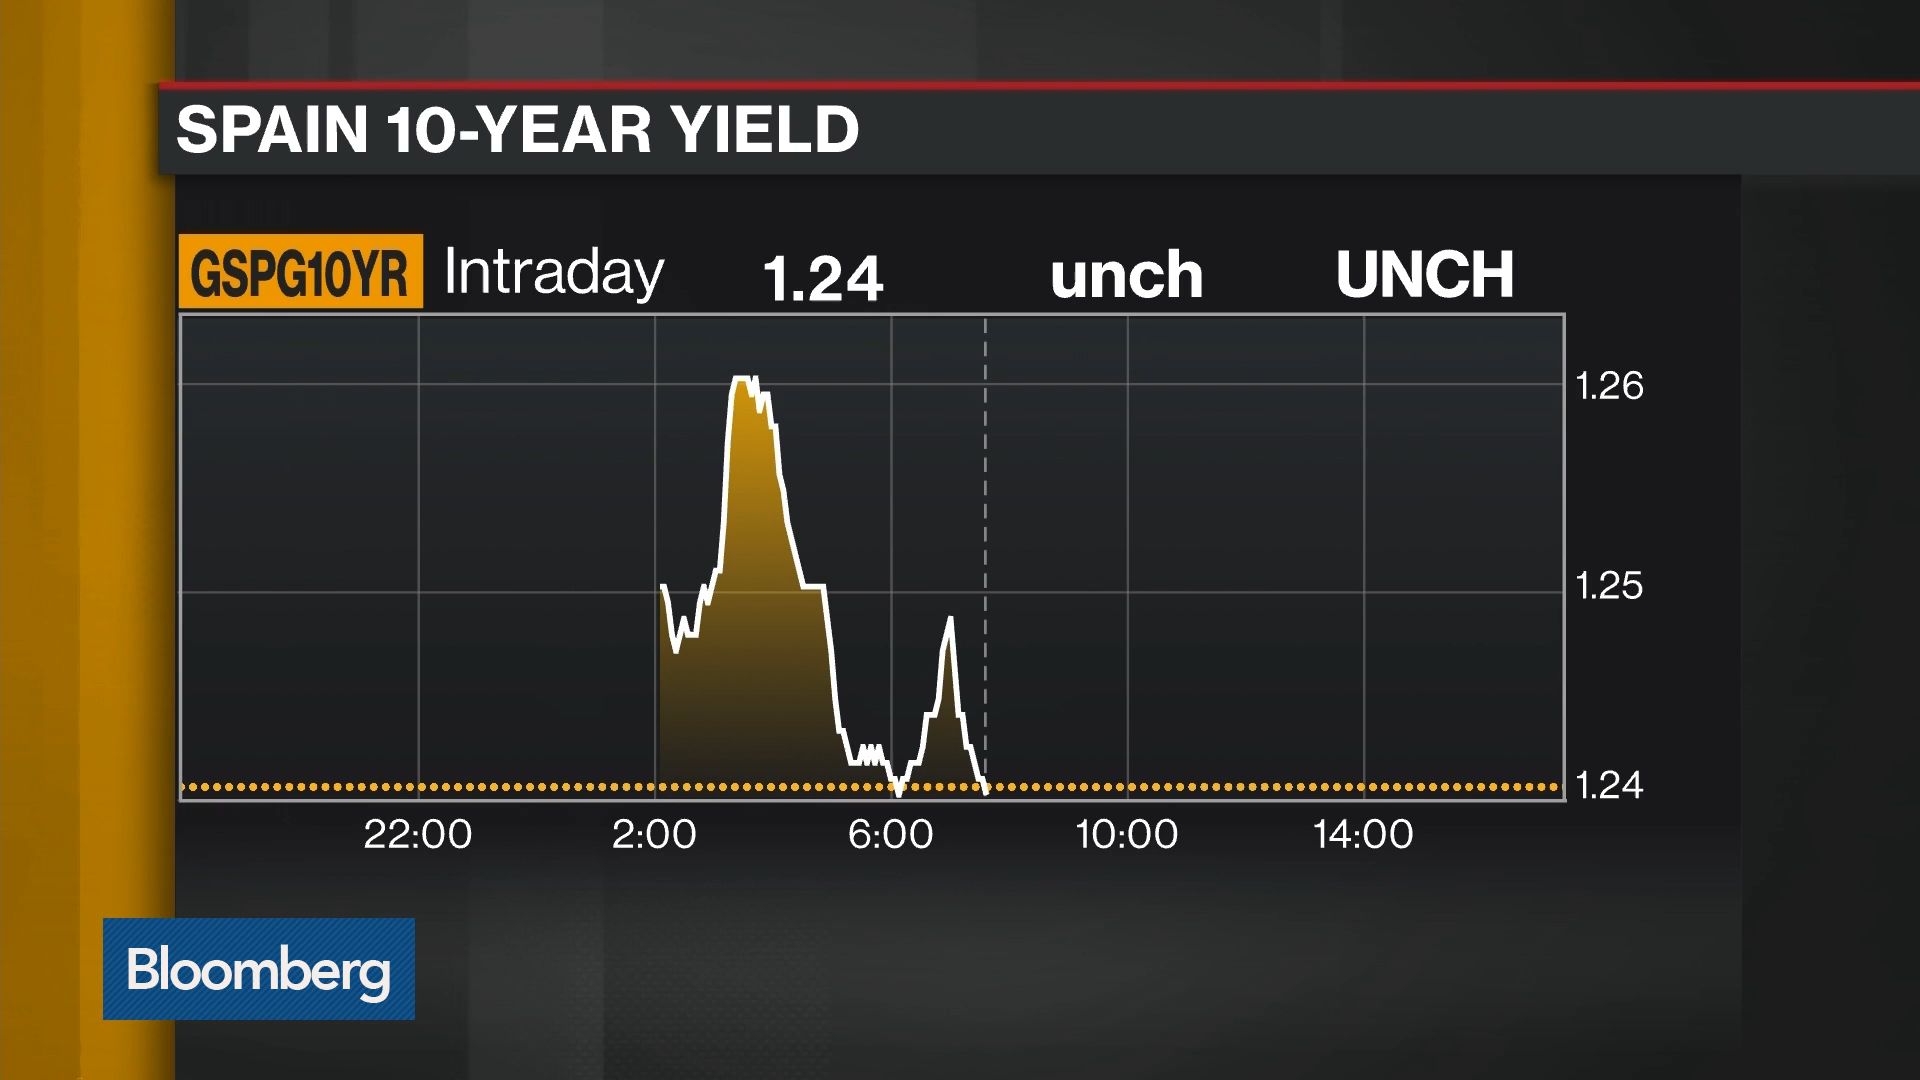 SPAIN 10-YEAR YIELD
GSPG10YR Intraday 1.24 unch UNCH
1.26
1.25
1.24
22:00 2:00 6:00 10:00 14:00
Bloomberg